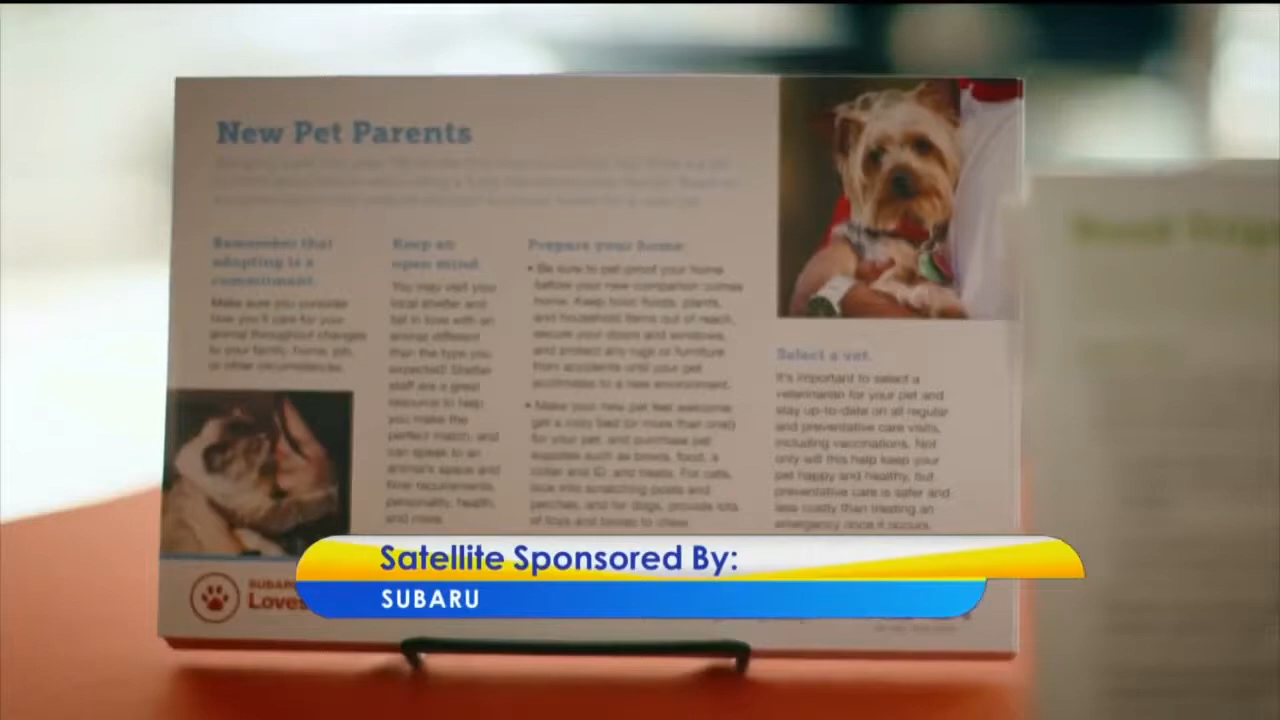 New Pet Parents
Remember that
adopting is a
commitment.
Make sure you consider
how you'll care for your
animal throughout changes
to your family, home, job,
or other circumstances.
Keep an
open mind.
You may visit your
local shelter and
fall in love with an
animal different
than the type you
expected! Shelter
staff are a great
resource to help
you make the
perfect match, and
can speak to an
animal's space and
time requirements,
personality, health,
and more.
Prepare your home:
• Be sure to pet-proof your home
before your new companion comes
home. Keep toxic foods, plants,
and household items out of reach,
secure your doors and windows,
and protect any rugs or furniture
from accidents until your pet
acclimates to a new environment.
• Make your new pet feel welcome:
get a cozy bed (or more than one)
for your pet, and purchase pet
supplies such as bowls, food, a
collar and ID, and treats. For cats,
look into scratching posts and
perches, and for dogs, provide lots
of toys and bones to chew.
Select a vet.
It's important to select a
veterinarian for your pet and
stay up-to-date on all regular
and preventative care visits,
including vaccinations. Not
only will this help keep your
pet happy and healthy, but
preventative care is safer and
less costly than treating an
emergency once it occurs.
SUBARU
Loves
Satellite Sponsored By:
SUBARU